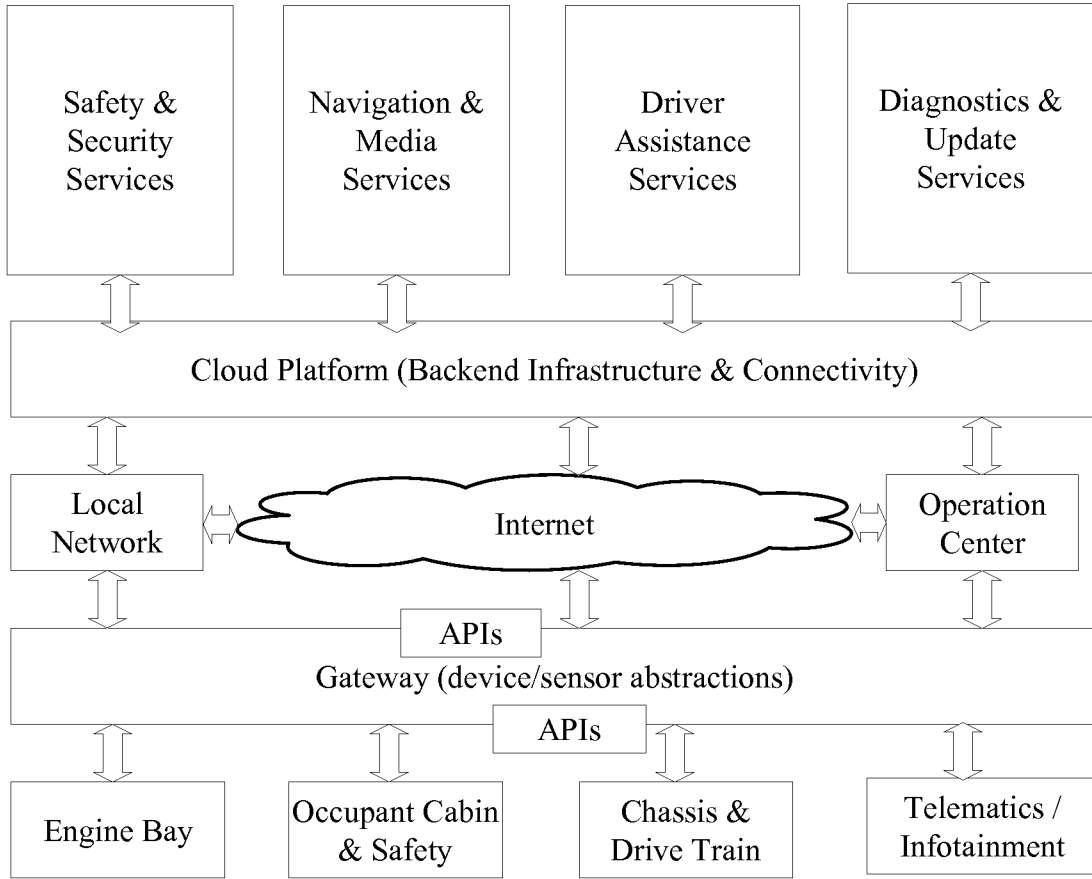 Safety &
Security
Services
Navigation &
Media
Services
Driver
Assistance
Services
Diagnostics &
Update
Services
Cloud Platform (Backend Infrastructure & Connectivity)
Local
Network
Internet
Operation
Center
APIs
Gateway (device/sensor abstractions)
APIs
Engine Bay
Occupant Cabin
& Safety
Chassis &
Drive Train
Telematics /
Infotainment